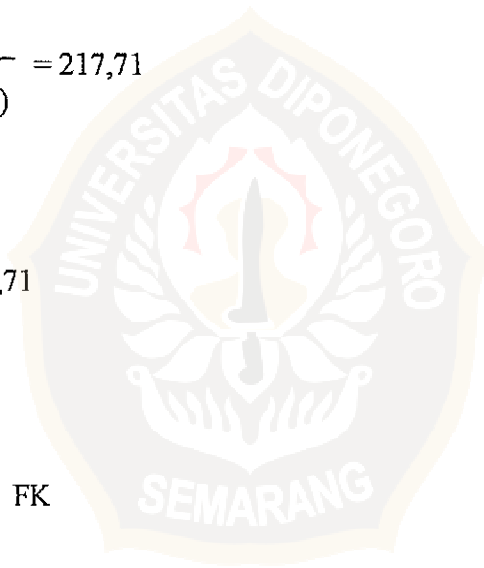 = 217,71
)
,71
FK
UNIVERSITAS DIPONEGORO
SEMARANG